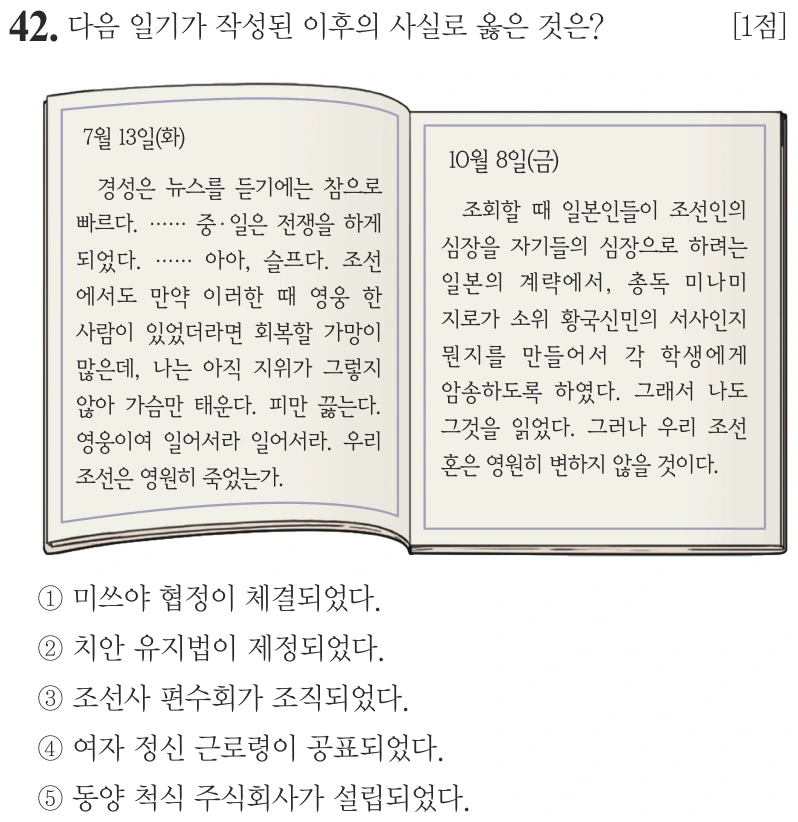 42. 다음 일기가 작성된 이후의 사실로 옳은 것은? [1점]
7월 13일(화)
경성은 뉴스를 듣기에는 참으로
빠르다. …… 중·일은 전쟁을 하게
되었다. …… 아아, 슬프다. 조선
에서도 만약 이러한 때 영웅 한
사람이 있었더라면 회복할 가망이
많은데, 나는 아직 지위가 그렇지
않아 가슴만 태운다. 피만 끓는다.
영웅이여 일어서라 일어서라. 우리
조선은 영원히 죽었는가.
10월 8일(금)
조회할 때 일본인들이 조선인의
심장을 자기들의 심장으로 하려는
일본의 계략에서, 총독 미나미
지로가 소위 황국신민의 서사인지
뭔지를 만들어서 각 학생에게
암송하도록 하였다. 그래서 나도
그것을 읽었다. 그러나 우리 조선
혼은 영원히 변하지 않을 것이다.
① 미쓰야 협정이 체결되었다.
② 치안 유지법이 제정되었다.
③ 조선사 편수회가 조직되었다.
④ 여자 정신 근로령이 공표되었다.
⑤ 동양 척식 주식회사가 설립되었다.